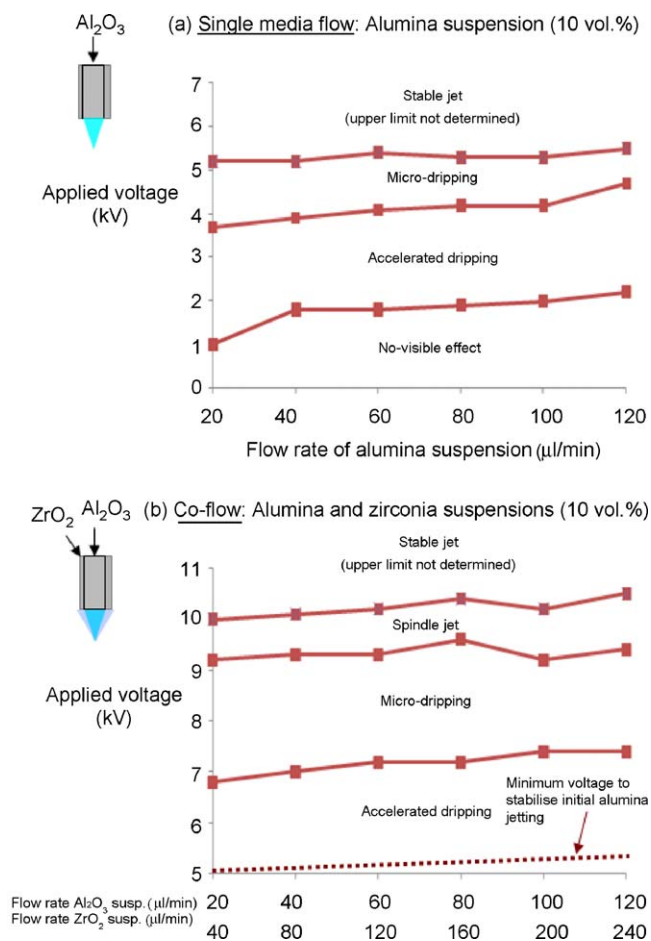 Al₂O₃
(a) Single media flow: Alumina suspension (10 vol.%)
7
Stable jet
6
(upper limit not determined)
5
Micro-dripping
Applied voltage
(kV)
4
3
Accelerated dripping
2
1
No-visible effect
0
20 40 60 80 100 120
Flow rate of alumina suspension (μl/min)
ZrO₂ Al₂O₃
(b) Co-flow: Alumina and zirconia suspensions (10 vol.%)
Stable jet
(upper limit not determined)
11
10
Spindle jet
9
Applied voltage
(kV)
Micro-dripping
7
Minimum voltage to
stabilise initial alumina
jetting
Accelerated dripping
6
5
Flow rate Al₂O₃ susp. (μl/min) 20 40 60 80 100 120
Flow rate ZrO₂ susp. (μl/min) 40 80 120 160 200 240